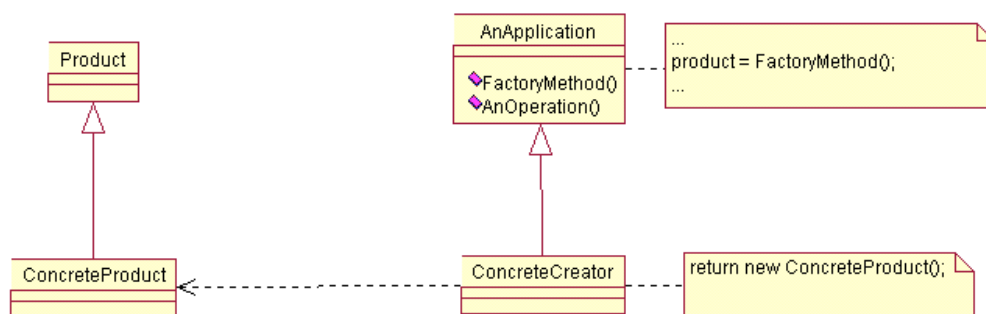 Product
AnApplication
FactoryMethod()
AnOperation()
...
product = FactoryMethod();
...
ConcreteProduct
ConcreteCreator
return new ConcreteProduct();